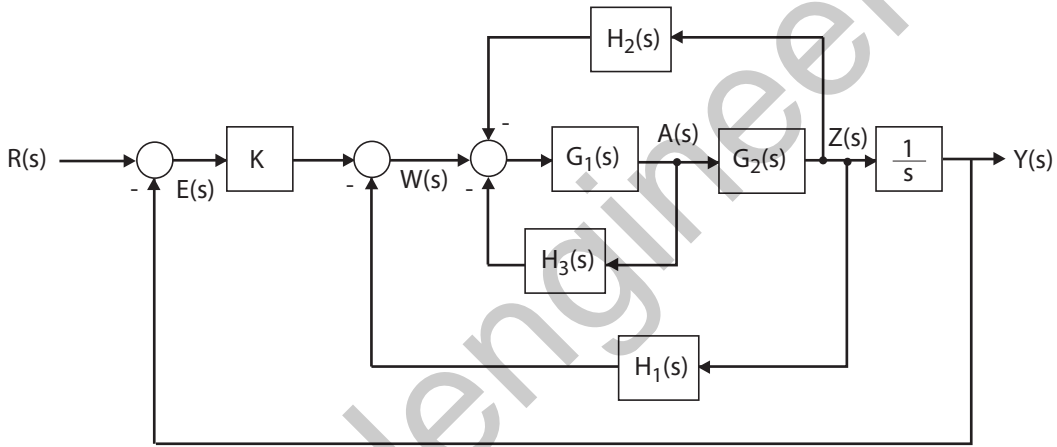 H2(s)
-
A(s)
Z(s)
R(s)
K
G1(s)
G2(s)
1
s
Y(s)
-
E(s)
-
W(s)
-
H3(s)
H1(s)